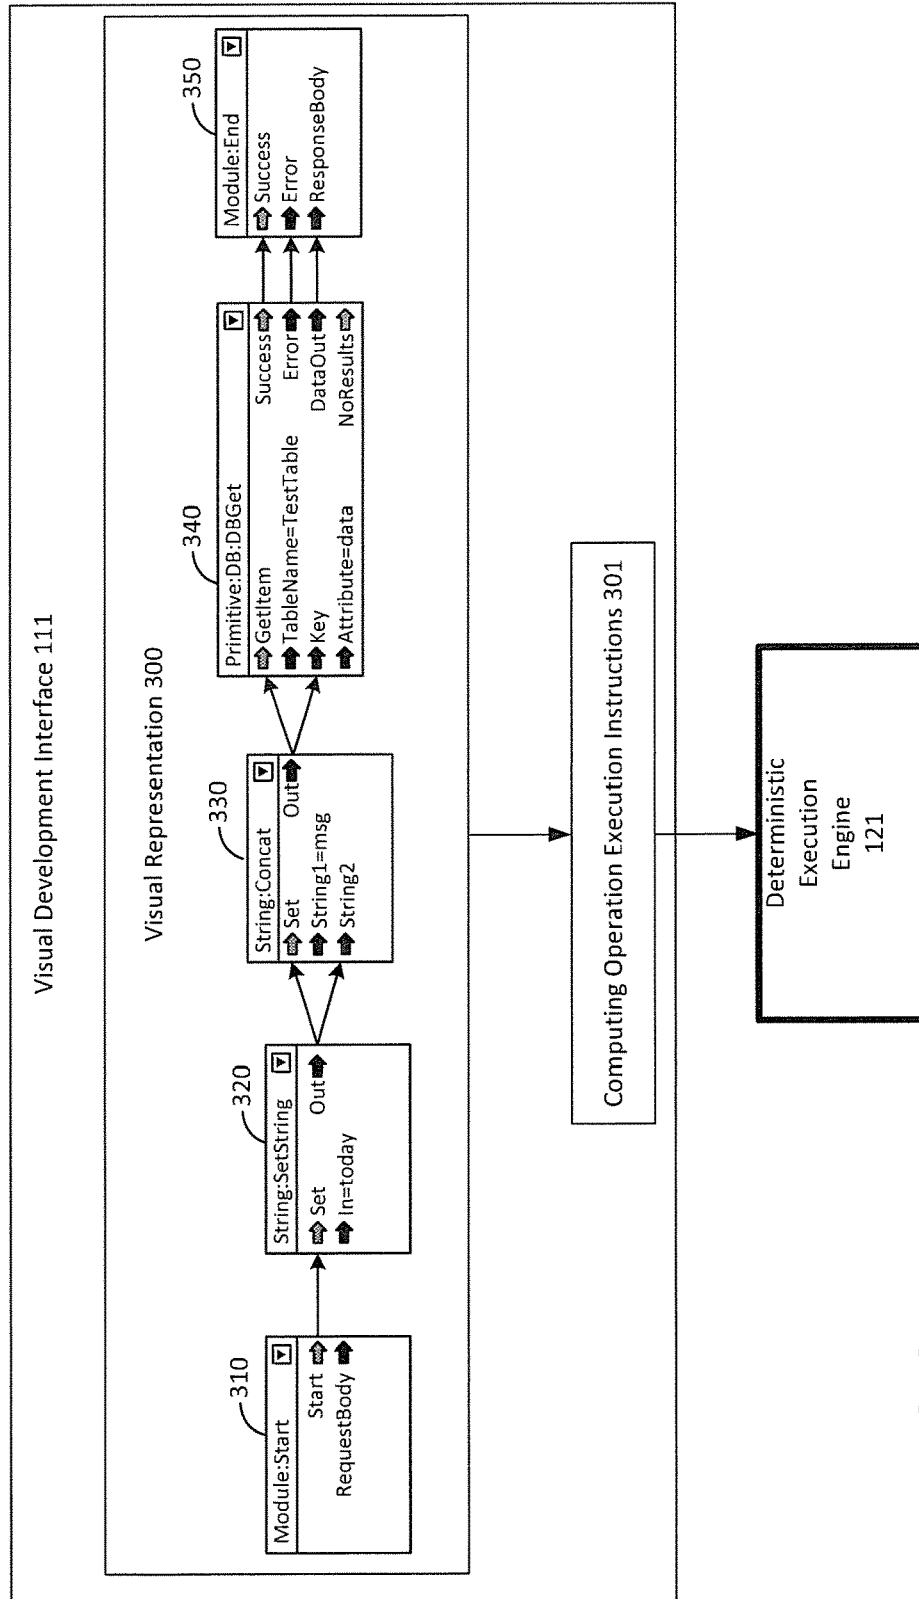 Visual Development Interface 111
Visual Representation 300
310
Module:Start
Start
RequestBody
320
String:SetString
Set
Out
In=today
330
String:Concat
Set
Out
String1=msg
String2
340
Primitive:DB:DBGet
GetItem
Success
TableName=TestTable
Error
Key
DataOut
Attribute=data
NoResults
350
Module:End
Success
Error
ResponseBody
Computing Operation Execution Instructions 301
Deterministic
Execution
Engine
121